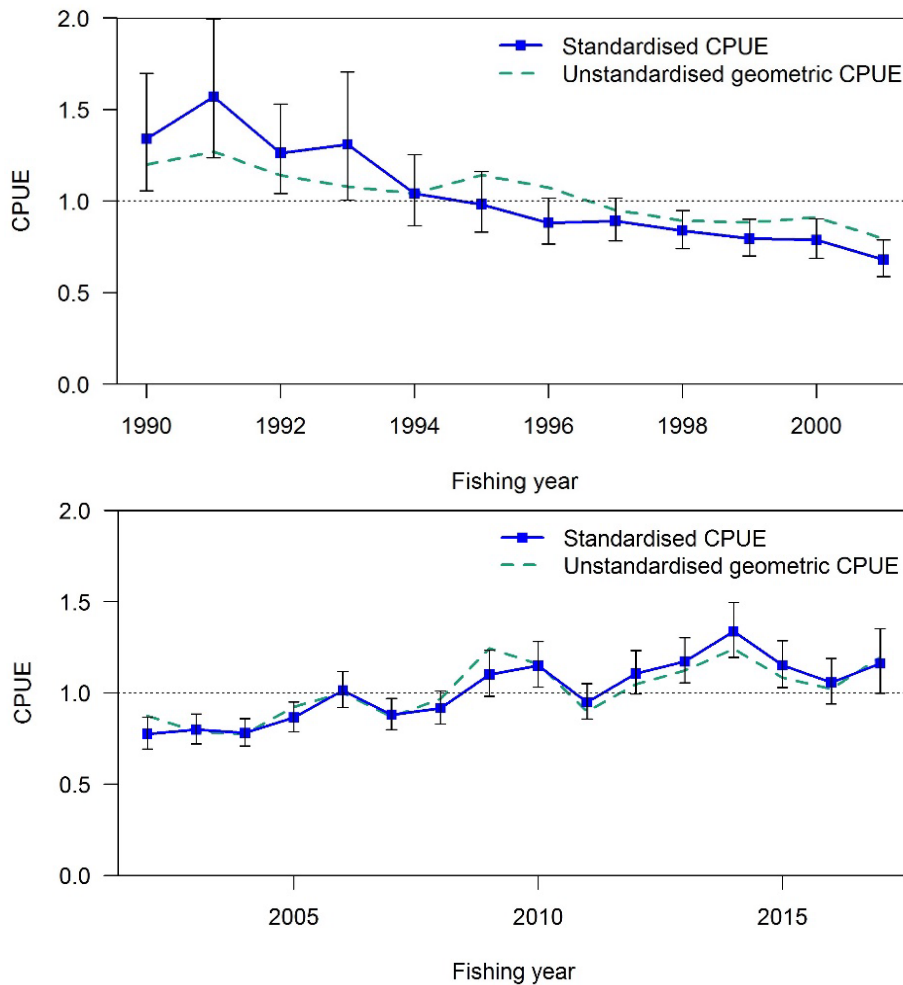 2.0
1.5
1.0
0.5
0.0
CPUE
Standardised CPUE
Unstandardised geometric CPUE
1990 1992 1994 1996 1998 2000
Fishing year
2.0
1.5
1.0
0.5
0.0
CPUE
Standardised CPUE
Unstandardised geometric CPUE
2005 2010 2015
Fishing year